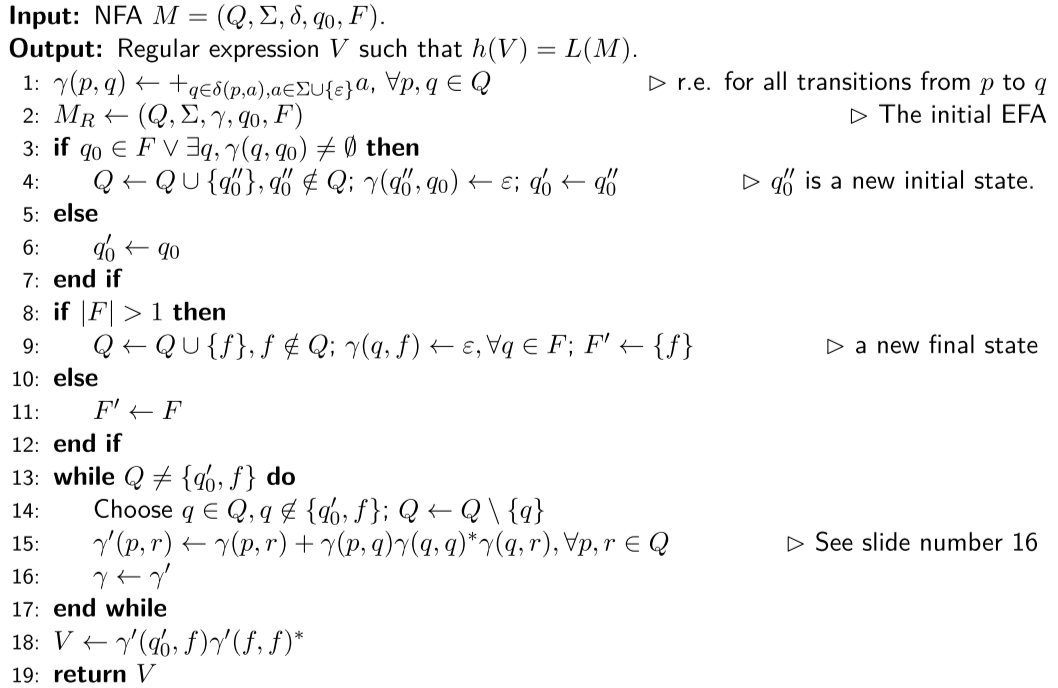 Input: NFA M = (Q, Σ, δ, q₀, F).
Output: Regular expression V such that h(V) = L(M).
1: γ(p, q) ← +_{q∈δ(p,a),a∈Σ∪{ε}}a, ∀p, q ∈ Q ▷ r.e. for all transitions from p to q
2: M_R ← (Q, Σ, γ, q₀, F) ▷ The initial EFA
3: if q₀ ∈ F ∨ ∃q, γ(q, q₀) ≠ ∅ then
4: Q ← Q ∪ {q₀′′}, q₀′′ ∉ Q; γ(q₀′′, q₀) ← ε; q₀′ ← q₀′′ ▷ q₀′′ is a new initial state.
5: else
6: q₀′ ← q₀
7: end if
8: if |F| > 1 then
9: Q ← Q ∪ {f}, f ∉ Q; γ(q, f) ← ε, ∀q ∈ F; F′ ← {f} ▷ a new final state
10: else
11: F′ ← F
12: end if
13: while Q ≠ {q₀′, f} do
14: Choose q ∈ Q, q ∉ {q₀′, f}; Q ← Q \ {q}
15: γ′(p, r) ← γ(p, r) + γ(p, q)γ(q, q)*γ(q, r), ∀p, r ∈ Q ▷ See slide number 16
16: γ ← γ′
17: end while
18: V ← γ′(q₀′, f)γ′(f, f)*
19: return V